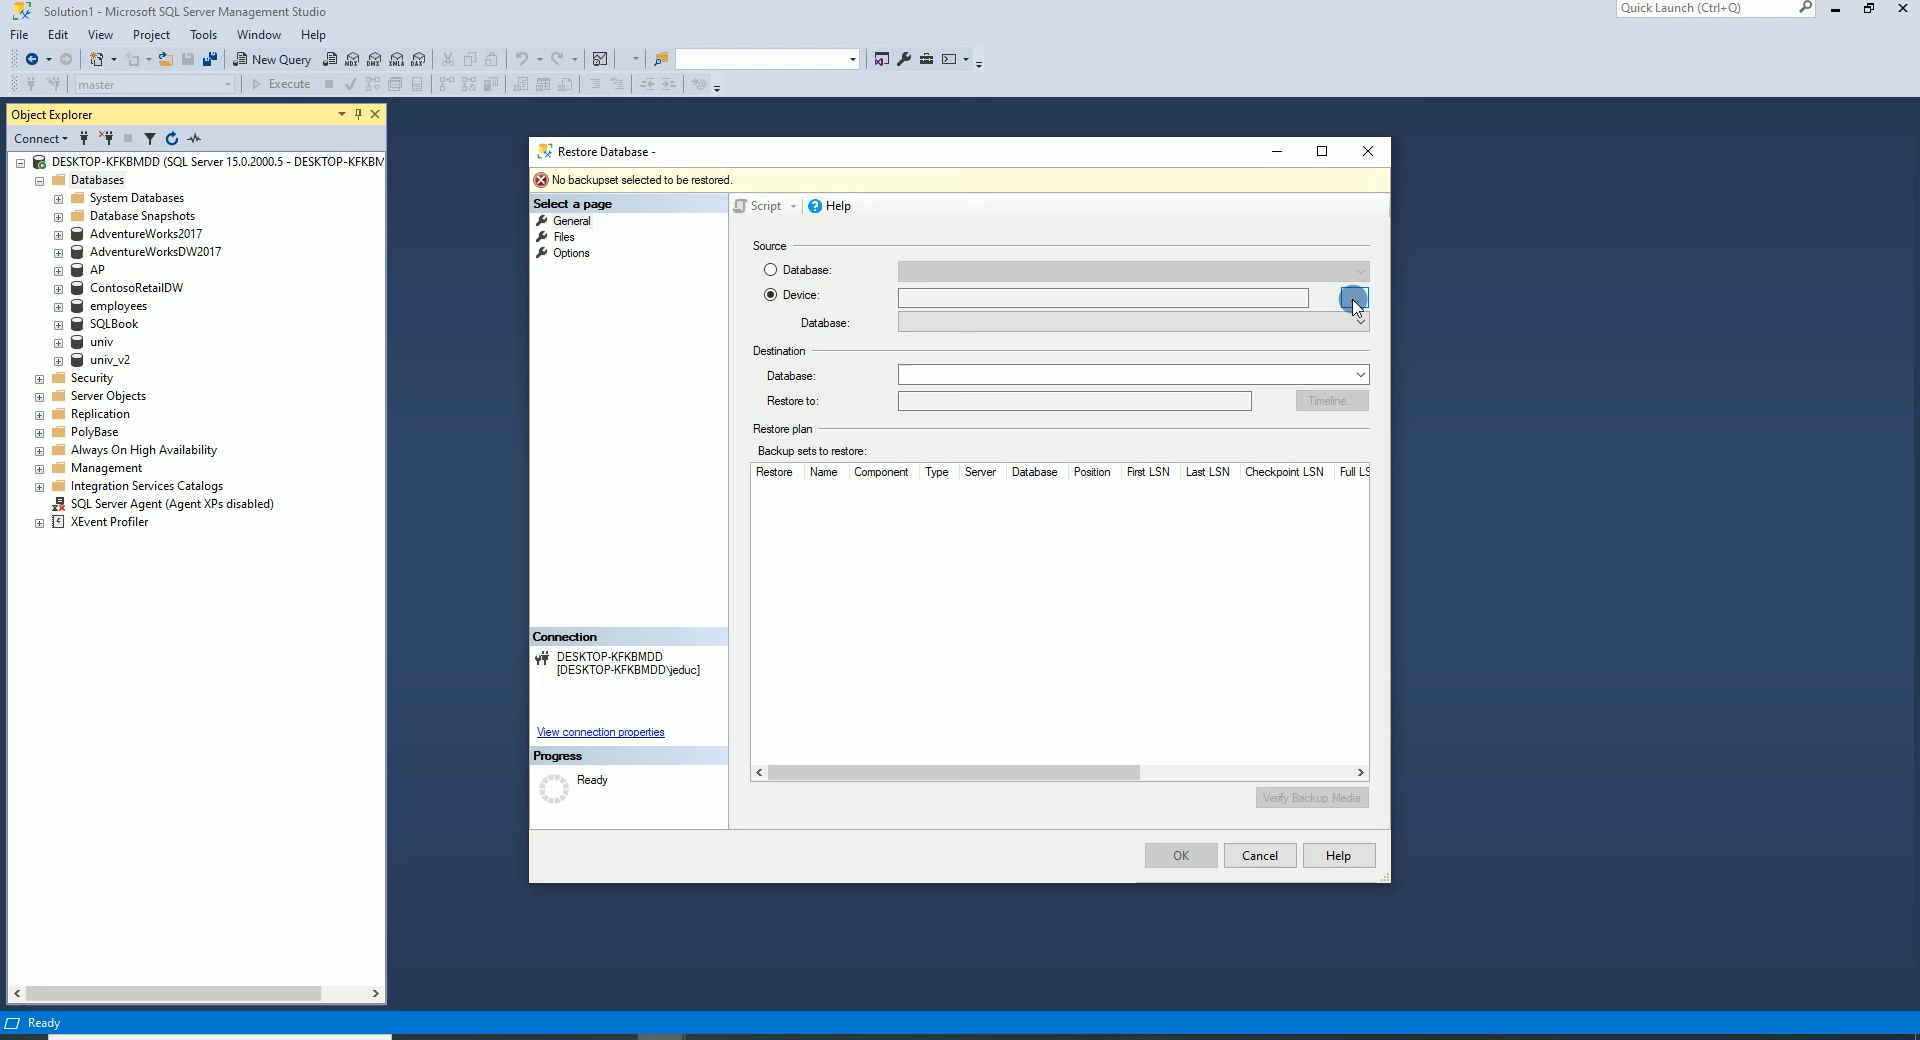 Solution1 - Microsoft SQL Server Management Studio
Quick Launch (Ctrl+Q)
File Edit View Project Tools Window Help
New Query MDX DMX XMLA DAX
master Execute
Object Explorer
Connect
DESKTOP-KFKBMDD (SQL Server 15.0.2000.5 - DESKTOP-KFKBM
Databases
System Databases
Database Snapshots
AdventureWorks2017
AdventureWorksDW2017
AP
ContosoRetailDW
employees
SQLBook
univ
univ_v2
Security
Server Objects
Replication
PolyBase
Always On High Availability
Management
Integration Services Catalogs
SQL Server Agent (Agent XPs disabled)
XEvent Profiler
Restore Database -
No backupset selected to be restored.
Select a page
General
Files
Options
Script Help
Source
Database:
Device:
Database:
Destination
Database:
Restore to:
Timeline...
Restore plan
Backup sets to restore:
Restore Name Component Type Server Database Position First LSN Last LSN Checkpoint LSN Full LS
Connection
DESKTOP-KFKBMDD
[DESKTOP-KFKBMDD\jeduc]
View connection properties
Progress
Ready
Verify Backup Media
OK Cancel Help
Ready